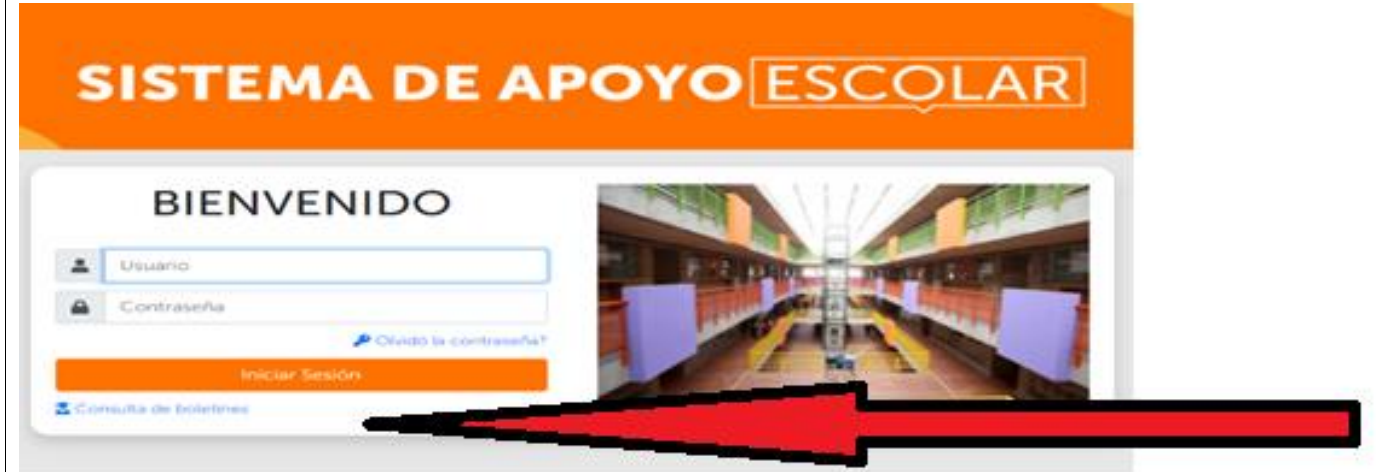 SISTEMA DE APOYO ESCOLAR
BIENVENIDO
Usuario
Contraseña
Olvidó la contraseña?
Iniciar Sesión
Consulta de boletines